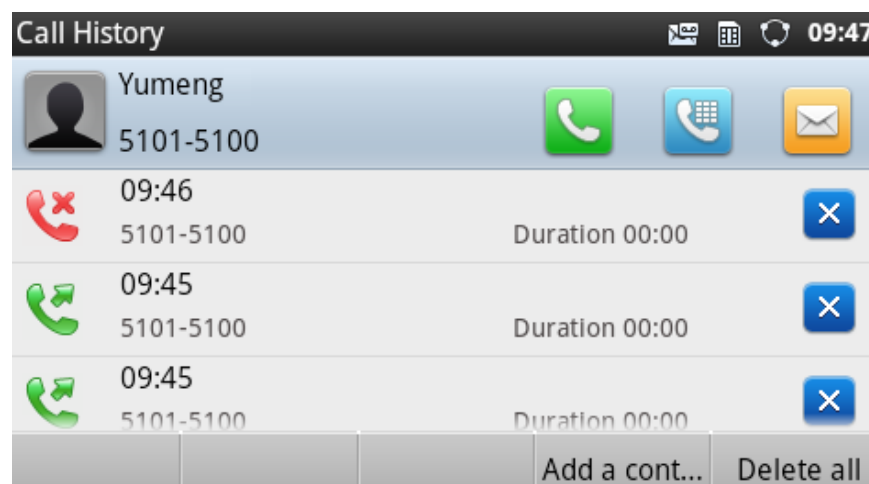 Call History 09:47
Yumeng
5101-5100
09:46
5101-5100 Duration 00:00
09:45
5101-5100 Duration 00:00
09:45
5101-5100 Duration 00:00
Add a cont... Delete all